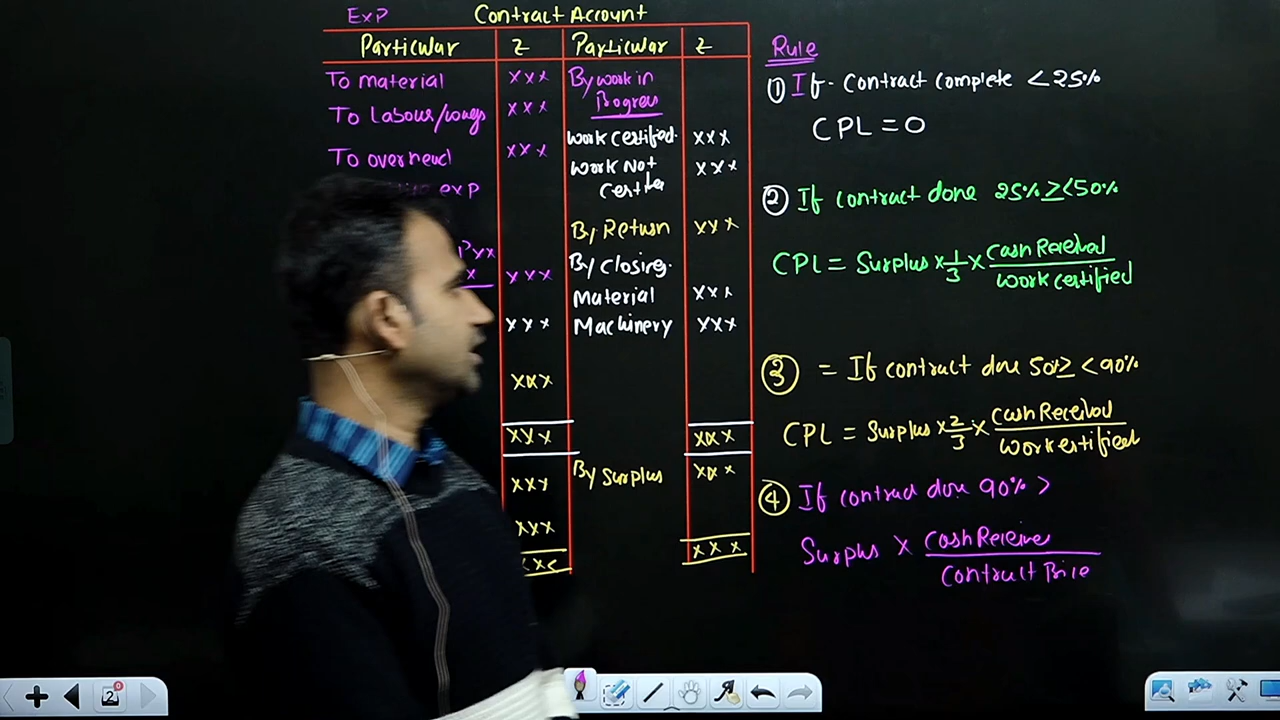 Exp Contract Account
Particular ₹ Particular ₹
To material xxx By work in
Progress
To Labour/wages xxx
work certified. xxx
To overhead xxx
work Not xxx
certified
exp
By Return xxx
By closing.
xxx
Material xxx
xxx Machinery xxx
xxx
xxx xxx
xxx By Surplus xxx
xxx
xxx xxx
Rule
① If - Contract complete < 25%
CPL = 0
② If contract done 25% ≥ < 50%
CPL = Surplus × 1/3 × Cash Received
work certified
③ = If contract done 50% ≥ < 90%
CPL = Surplus × 2/3 × Cash Received
work certified
④ If contract done 90% >
Surplus × Cash Receive
Contract Price
2